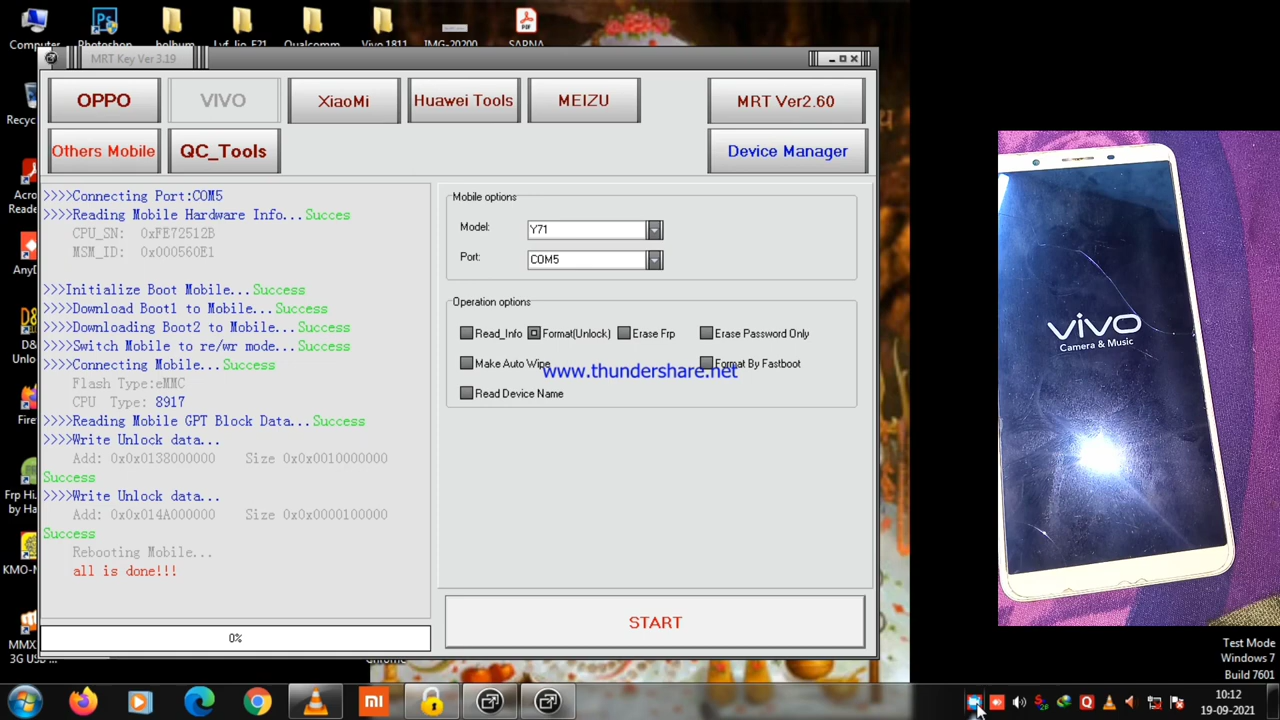 Computer
Photoshop
Qualcomm
Vivo 1811
IMG-20200
SAPNA
MRT Key Ver 3.19
OPPO
VIVO
XiaoMi
Huawei Tools
MEIZU
MRT Ver2.60
Others Mobile
QC_Tools
Device Manager
>>>>Connecting Port:COM5
>>>>Reading Mobile Hardware Info...Succes
CPU_SN: 0xFE72512B
MSM_ID: 0x000560E1
>>>Initialize Boot Mobile...Success
>>>>Download Boot1 to Mobile...Success
>>>>Downloading Boot2 to Mobile...Success
>>>>Switch Mobile to re/wr mode...Success
>>>>Connecting Mobile...Success
Flash Type:eMMC
CPU Type: 8917
>>>>Reading Mobile GPT Block Data...Success
>>>>Write Unlock data...
Add: 0x0x0138000000 Size 0x0x0010000000
Success
>>>>Write Unlock data...
Add: 0x0x014A000000 Size 0x0x0000100000
Success
Rebooting Mobile...
all is done!!!
0%
Mobile options
Model: Y71
Port: COM5
Operation options
Read_Info Format(Unlock) Erase Frp Erase Password Only
Make Auto Wipe Format By Fastboot
www.thundershare.net
Read Device Name
START
vivo
Camera & Music
Test Mode
Windows 7
Build 7601
10:12
19-09-2021